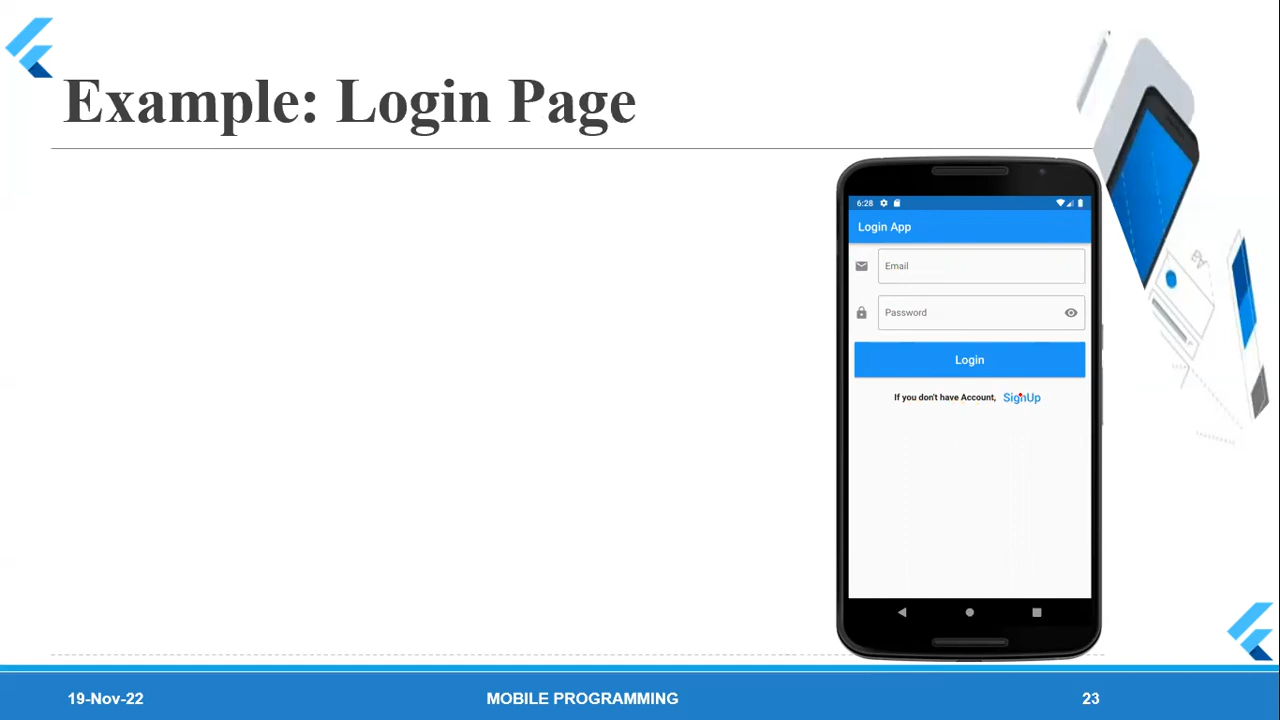 Example: Login Page
6:28
Login App
Email
Password
Login
If you don't have Account, SignUp
19-Nov-22 MOBILE PROGRAMMING 23